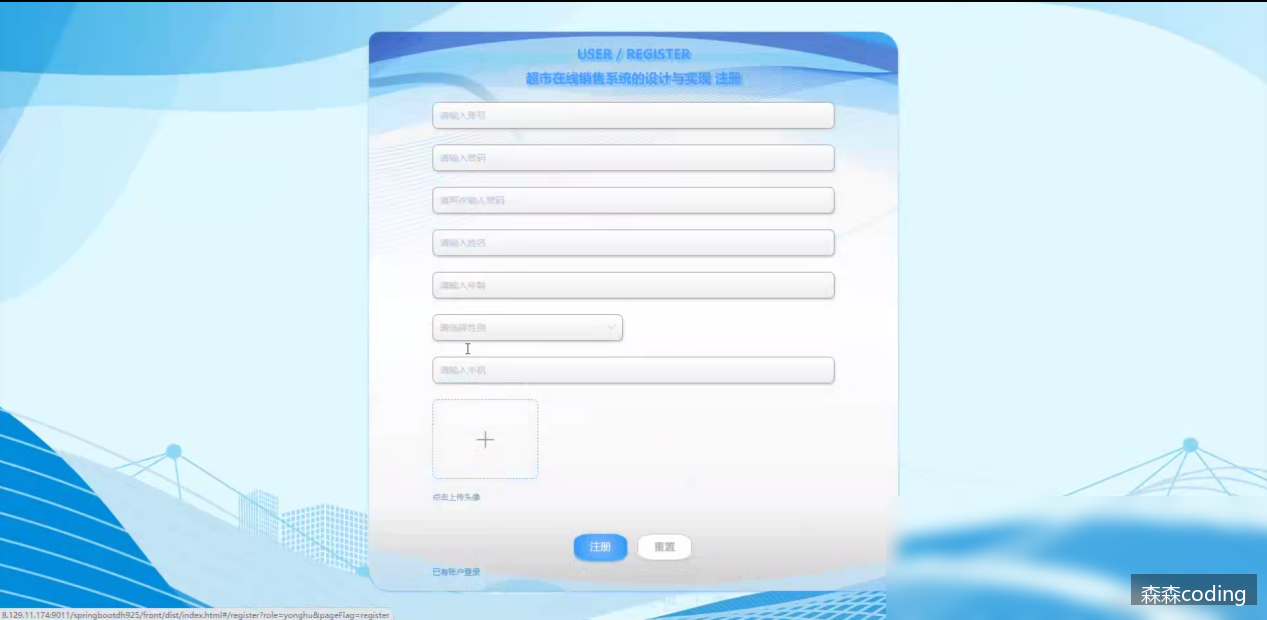 USER / REGISTER
超市在线销售系统的设计与实现 注册
请输入账号
请输入密码
请再次输入密码
请输入姓名
请输入年龄
请选择性别
请输入手机
点击上传头像
注册
重置
已有账户登录
8.129.11.174:9011/springbootdh925/front/dist/index.html#/register?role=yonghu&pageFlag=register
森森coding